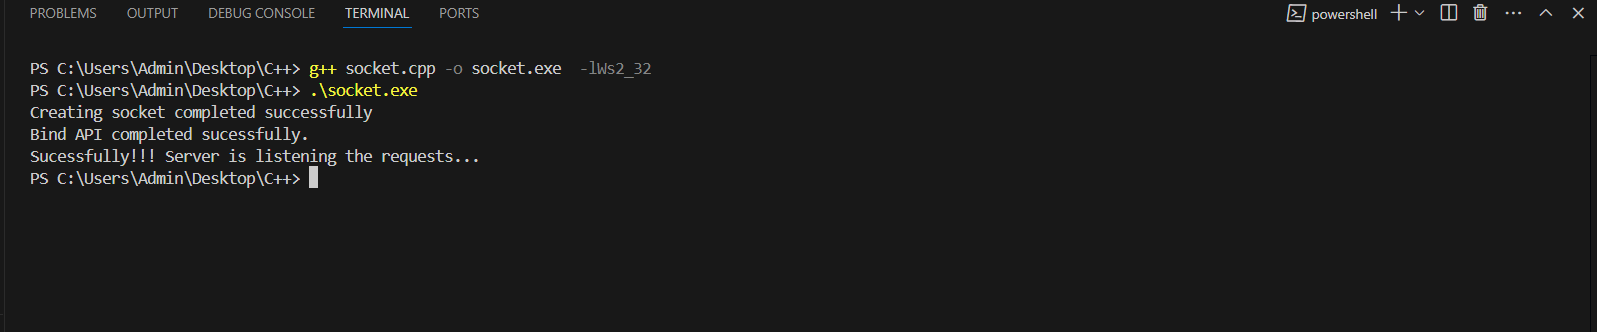 PROBLEMS OUTPUT DEBUG CONSOLE TERMINAL PORTS powershell
PS C:\Users\Admin\Desktop\C++> g++ socket.cpp -o socket.exe  -lWs2_32
PS C:\Users\Admin\Desktop\C++> .\socket.exe
Creating socket completed successfully
Bind API completed sucessfully.
Sucessfully!!! Server is listening the requests...
PS C:\Users\Admin\Desktop\C++>